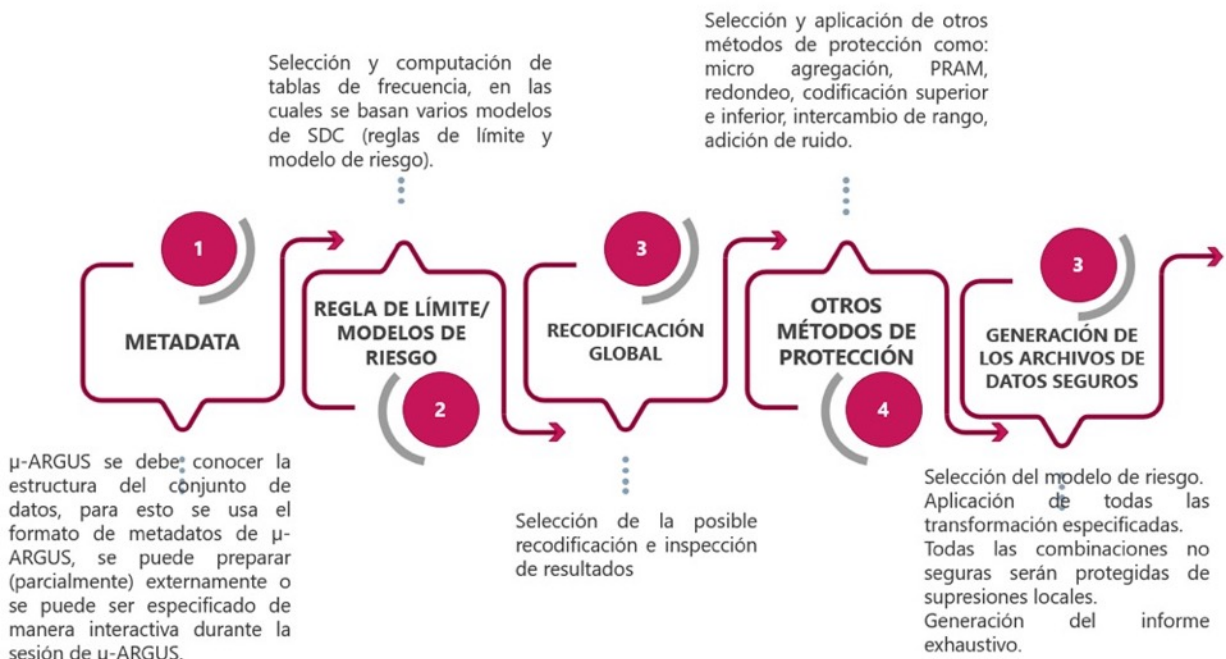 Selección y computación de
tablas de frecuencia, en las
cuales se basan varios modelos
de SDC (reglas de límite y
modelo de riesgo).
Selección y aplicación de otros
métodos de protección como:
micro agregación, PRAM,
redondeo, codificación superior
e inferior, intercambio de rango,
adición de ruido.
1
METADATA
μ-ARGUS se debe conocer la
estructura del conjunto de
datos, para esto se usa el
formato de metadatos de μ-
ARGUS, se puede preparar
(parcialmente) externamente o
se puede ser especificado de
manera interactiva durante la
sesión de μ-ARGUS.
REGLA DE LÍMITE/
MODELOS DE
RIESGO
2
3
RECODIFICACIÓN
GLOBAL
Selección de la posible
recodificación e inspección
de resultados
OTROS
MÉTODOS DE
PROTECCIÓN
4
3
GENERACIÓN DE
LOS ARCHIVOS DE
DATOS SEGUROS
Selección del modelo de riesgo.
Aplicación de todas las
transformación especificadas.
Todas las combinaciones no
seguras serán protegidas de
supresiones locales.
Generación del informe
exhaustivo.